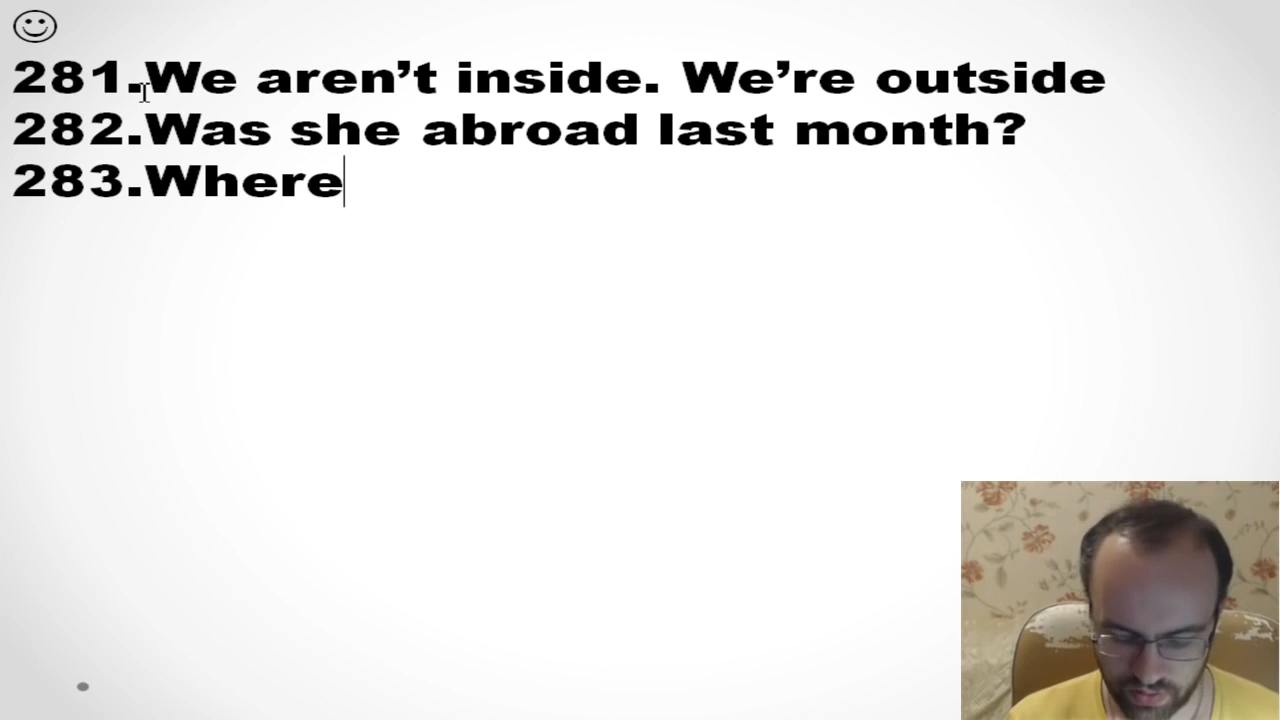 281.We aren’t inside. We’re outside
282.Was she abroad last month?
283.Where